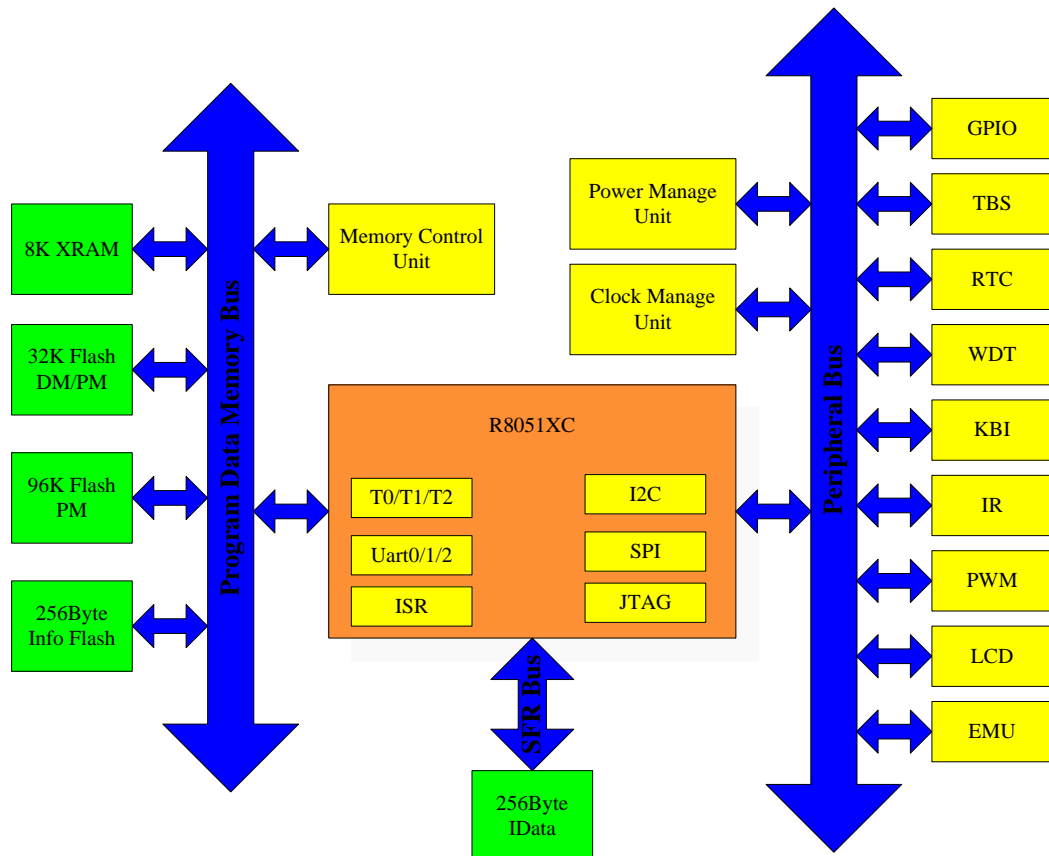 GPIO
Power Manage
Unit
TBS
8K XRAM
Memory Control
Unit
RTC
Clock Manage
Unit
32K Flash
DM/PM
WDT
Program Data Memory Bus
Peripheral Bus
R8051XC
KBI
96K Flash
PM
T0/T1/T2
I2C
IR
Uart0/1/2
SPI
PWM
256Byte
Info Flash
ISR
JTAG
LCD
SFR Bus
EMU
256Byte
IData